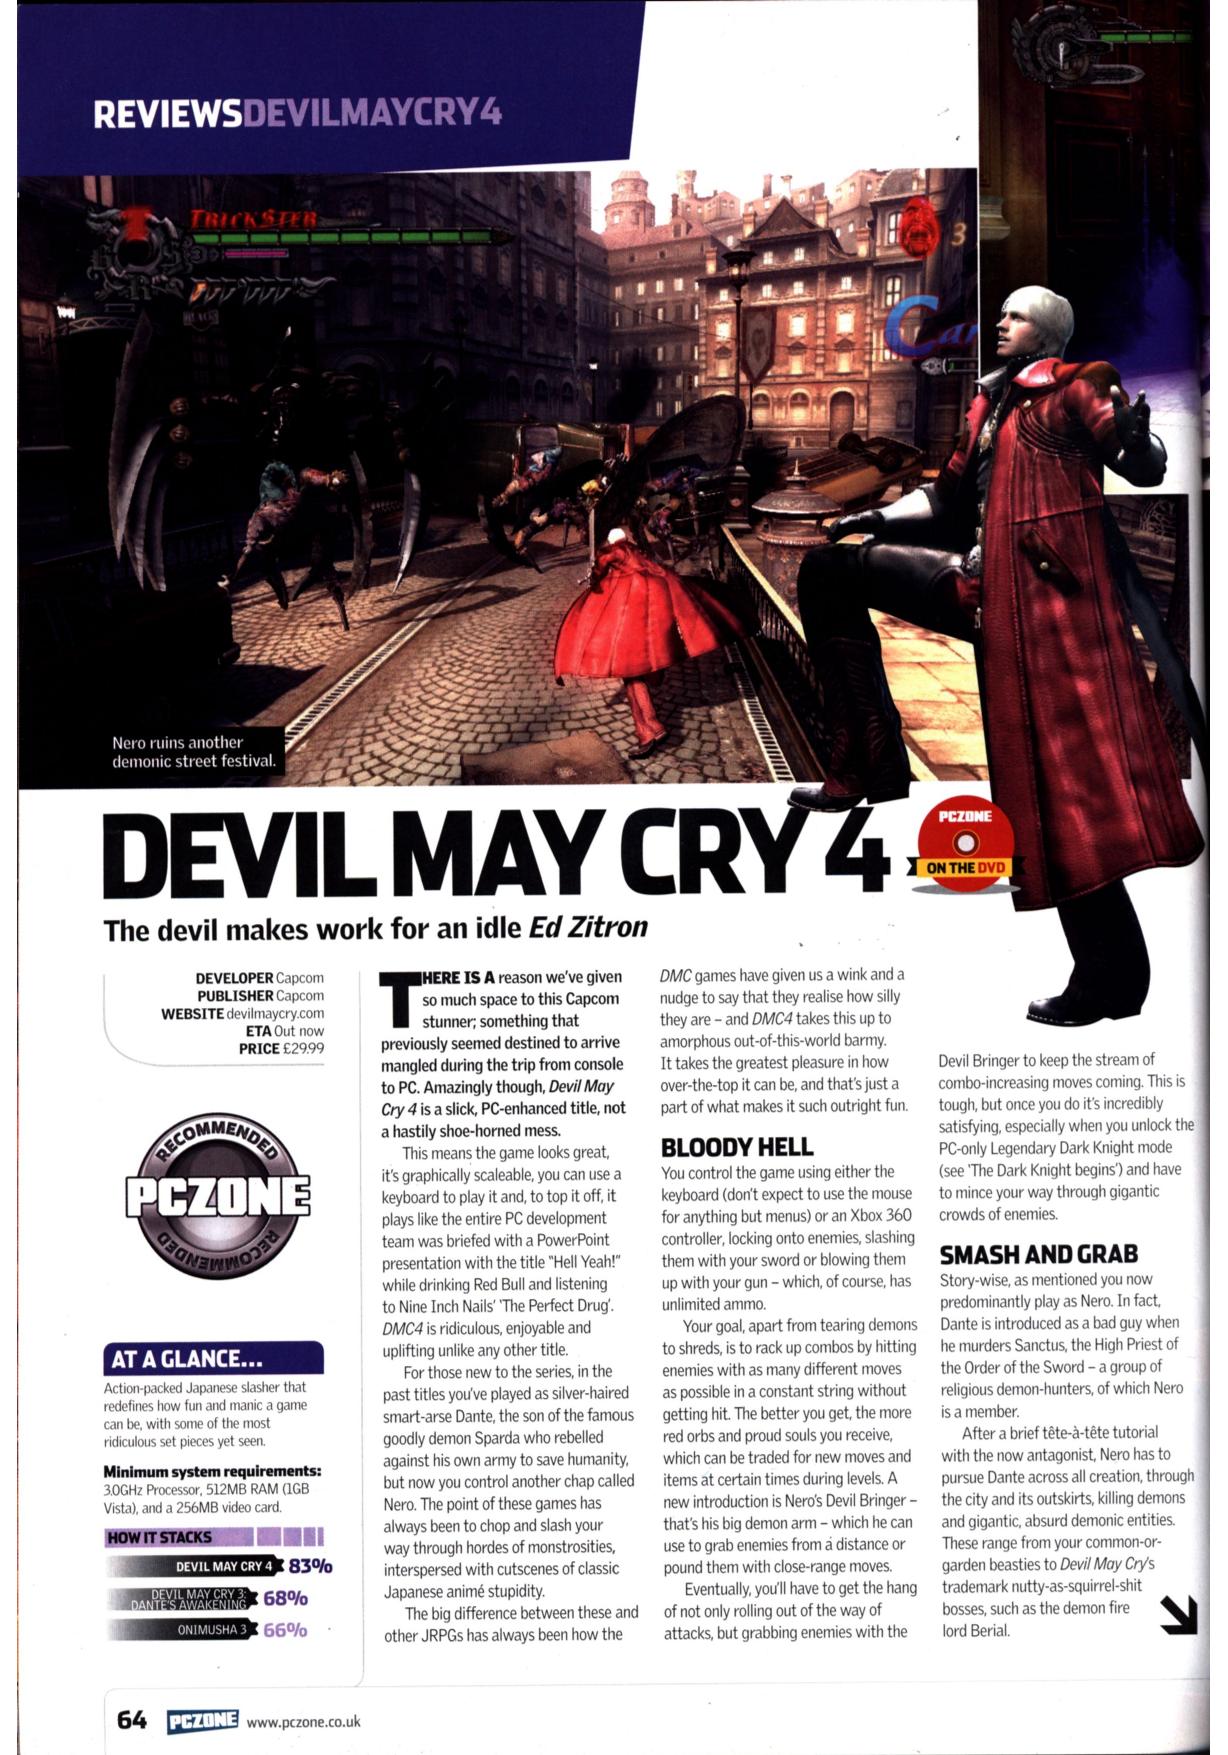 REVIEWSDEVILMAYCRY4
TRICKSTER
3
Nero ruins another
demonic street festival.
DEVIL MAY CRY 4
PCZONE
ON THE DVD
The devil makes work for an idle Ed Zitron
DEVELOPER Capcom
PUBLISHER Capcom
WEBSITE devilmaycry.com
ETA Out now
PRICE £29.99
RECOMMENDED
PCZONE
RECOMMENDED
AT A GLANCE...
Action-packed Japanese slasher that
redefines how fun and manic a game
can be, with some of the most
ridiculous set pieces yet seen.
Minimum system requirements:
3.0GHz Processor, 512MB RAM (1GB
Vista), and a 256MB video card.
HOW IT STACKS
DEVIL MAY CRY 4 83%
DEVIL MAY CRY 3:
DANTE'S AWAKENING 68%
ONIMUSHA 3 66%
THERE IS A reason we've given
so much space to this Capcom
stunner; something that
previously seemed destined to arrive
mangled during the trip from console
to PC. Amazingly though, Devil May
Cry 4 is a slick, PC-enhanced title, not
a hastily shoe-horned mess.
This means the game looks great,
it's graphically scaleable, you can use a
keyboard to play it and, to top it off, it
plays like the entire PC development
team was briefed with a PowerPoint
presentation with the title "Hell Yeah!"
while drinking Red Bull and listening
to Nine Inch Nails' 'The Perfect Drug'.
DMC4 is ridiculous, enjoyable and
uplifting unlike any other title.
For those new to the series, in the
past titles you've played as silver-haired
smart-arse Dante, the son of the famous
goodly demon Sparda who rebelled
against his own army to save humanity,
but now you control another chap called
Nero. The point of these games has
always been to chop and slash your
way through hordes of monstrosities,
interspersed with cutscenes of classic
Japanese animé stupidity.
The big difference between these and
other JRPGs has always been how the
DMC games have given us a wink and a
nudge to say that they realise how silly
they are – and DMC4 takes this up to
amorphous out-of-this-world barmy.
It takes the greatest pleasure in how
over-the-top it can be, and that's just a
part of what makes it such outright fun.
BLOODY HELL
You control the game using either the
keyboard (don't expect to use the mouse
for anything but menus) or an Xbox 360
controller, locking onto enemies, slashing
them with your sword or blowing them
up with your gun – which, of course, has
unlimited ammo.
Your goal, apart from tearing demons
to shreds, is to rack up combos by hitting
enemies with as many different moves
as possible in a constant string without
getting hit. The better you get, the more
red orbs and proud souls you receive,
which can be traded for new moves and
items at certain times during levels. A
new introduction is Nero's Devil Bringer –
that's his big demon arm – which he can
use to grab enemies from a distance or
pound them with close-range moves.
Eventually, you'll have to get the hang
of not only rolling out of the way of
attacks, but grabbing enemies with the
Devil Bringer to keep the stream of
combo-increasing moves coming. This is
tough, but once you do it's incredibly
satisfying, especially when you unlock the
PC-only Legendary Dark Knight mode
(see 'The Dark Knight begins') and have
to mince your way through gigantic
crowds of enemies.
SMASH AND GRAB
Story-wise, as mentioned you now
predominantly play as Nero. In fact,
Dante is introduced as a bad guy when
he murders Sanctus, the High Priest of
the Order of the Sword – a group of
religious demon-hunters, of which Nero
is a member.
After a brief tête-à-tête tutorial
with the now antagonist, Nero has to
pursue Dante across all creation, through
the city and its outskirts, killing demons
and gigantic, absurd demonic entities.
These range from your common-or-
garden beasties to Devil May Cry's
trademark nutty-as-squirrel-shit
bosses, such as the demon fire
lord Berial.
64 PCZONE www.pczone.co.uk